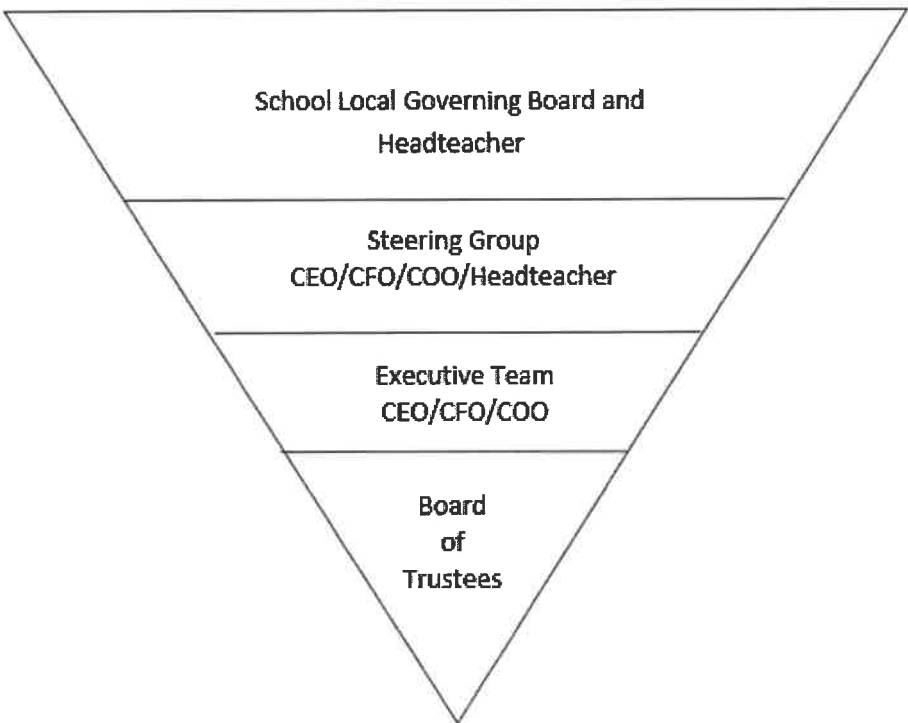 School Local Governing Board and
Headteacher
Steering Group
CEO/CFO/COO/Headteacher
Executive Team
CEO/CFO/COO
Board
of
Trustees